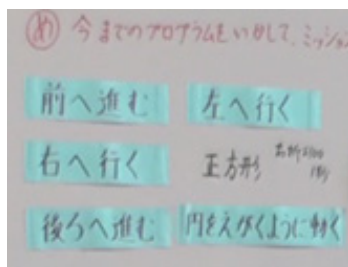 め 今までのプログラムをいかして、ミッション
前へ進む
左へ行く
右へ行く
正方形
後ろへ進む
円をえがくように動く